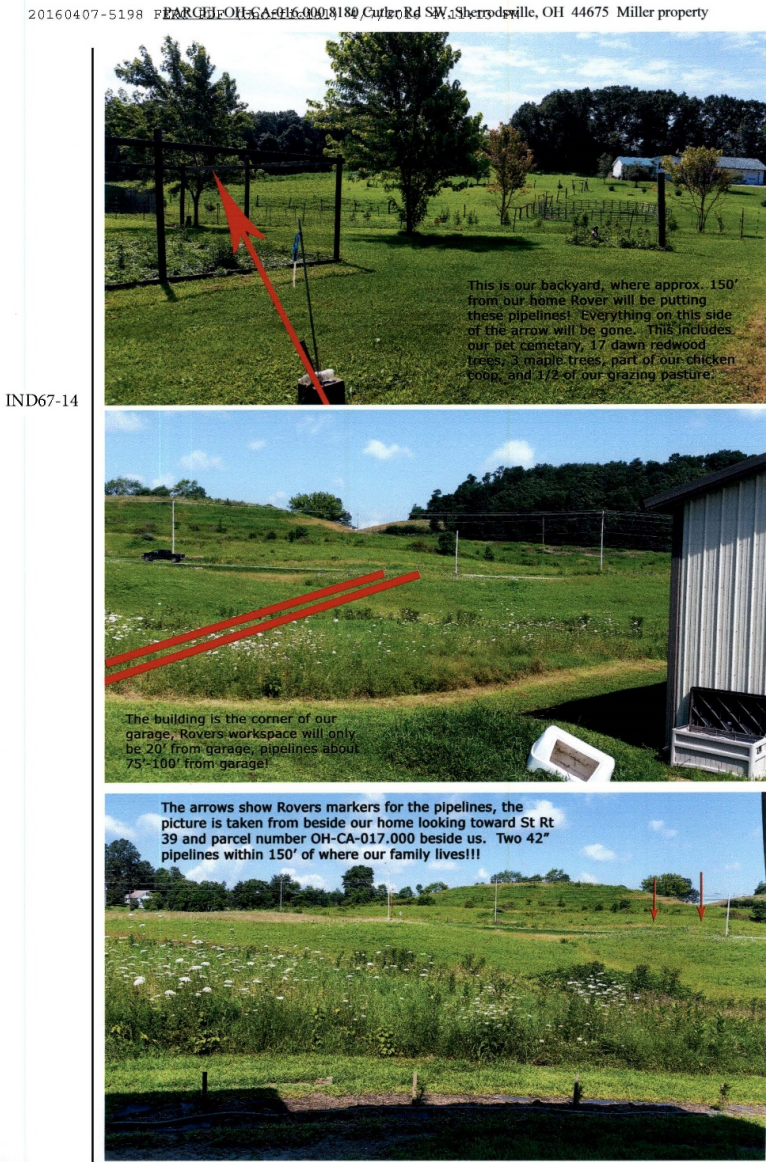 20160407-5198 FERC PDF (Unofficial) 4/7/2016
PARCEL OH-CA-016.000 8180 Cutler Rd SW, Sherrodsville, OH 44675 Miller property
This is our backyard, where approx. 150'
from our home Rover will be putting
these pipelines! Everything on this side
of the arrow will be gone. This includes
our pet cemetary, 17 dawn redwood
trees, 3 maple trees, part of our chicken
coop, and 1/2 of our grazing pasture.
IND67-14
The building is the corner of our
garage, Rovers workspace will only
be 20' from garage, pipelines about
75'-100' from garage!
The arrows show Rovers markers for the pipelines, the
picture is taken from beside our home looking toward St Rt
39 and parcel number OH-CA-017.000 beside us. Two 42"
pipelines within 150' of where our family lives!!!